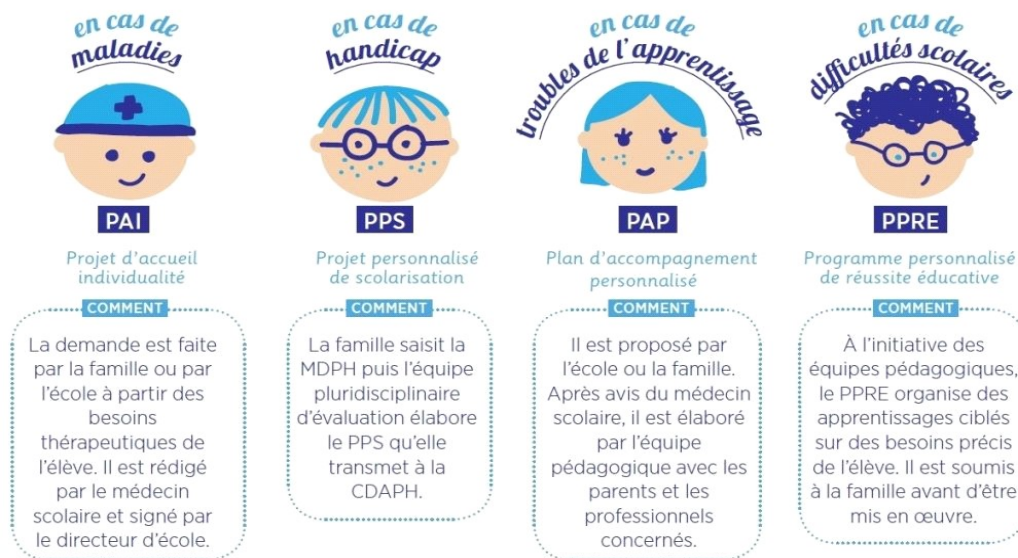 en cas de
maladies
PAI
Projet d'accueil
individualité
COMMENT
La demande est faite
par la famille ou par
l'école à partir des
besoins
thérapeutiques de
l'élève. Il est rédigé
par le médecin
scolaire et signé par
le directeur d'école.
en cas de
handicap
PPS
Projet personnalisé
de scolarisation
COMMENT
La famille saisit la
MDPH puis l'équipe
pluridisciplinaire
d'évaluation élabore
le PPS qu'elle
transmet à la
CDAPH.
en cas de
troubles de l'apprentissage
PAP
Plan d'accompagnement
personnalisé
COMMENT
Il est proposé par
l'école ou la famille.
Après avis du médecin
scolaire, il est élaboré
par l'équipe
pédagogique avec les
parents et les
professionnels
concernés.
en cas de
difficultés scolaires
PPRE
Programme personnalisé
de réussite éducative
COMMENT
À l'initiative des
équipes pédagogiques,
le PPRE organise des
apprentissages ciblés
sur des besoins précis
de l'élève. Il est soumis
à la famille avant d'être
mis en œuvre.